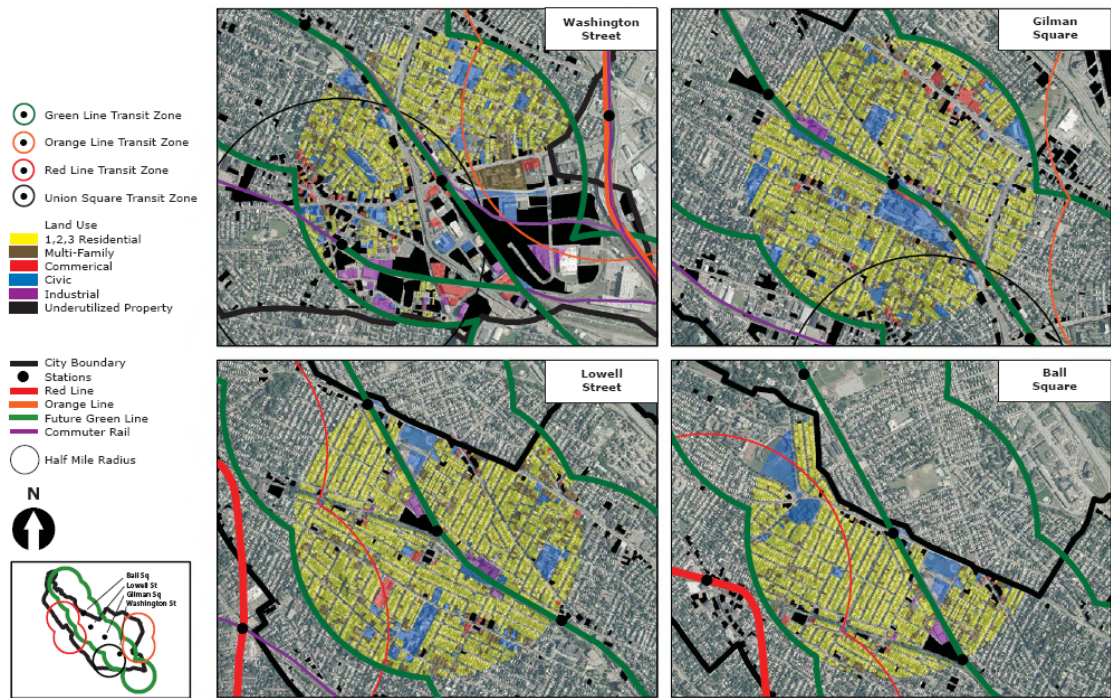 Washington
Street
Gilman
Square
Green Line Transit Zone
Orange Line Transit Zone
Red Line Transit Zone
Union Square Transit Zone
Land Use
1,2,3 Residential
Multi-Family
Commerical
Civic
Industrial
Underutilized Property
City Boundary
Stations
Red Line
Orange Line
Future Green Line
Commuter Rail
Half Mile Radius
N
Ball Sq
Lowell St
Gilman Sq
Washington St
Lowell
Street
Ball
Square